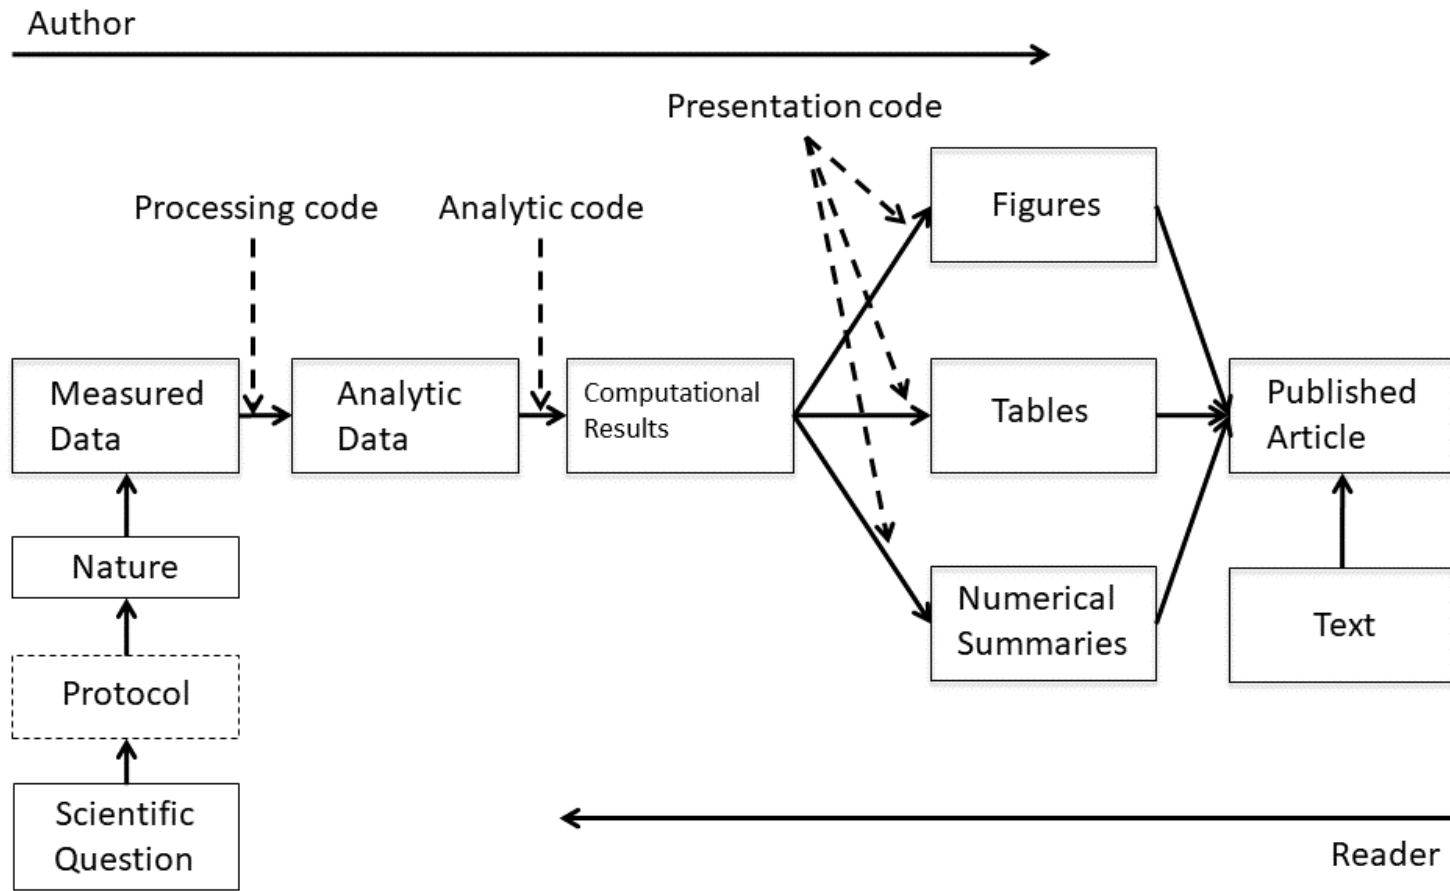 Author
Presentation code
Processing code
Analytic code
Figures
Measured
Data
Analytic
Data
Computational
Results
Tables
Published
Article
Nature
Numerical
Summaries
Text
Protocol
Scientific
Question
Reader